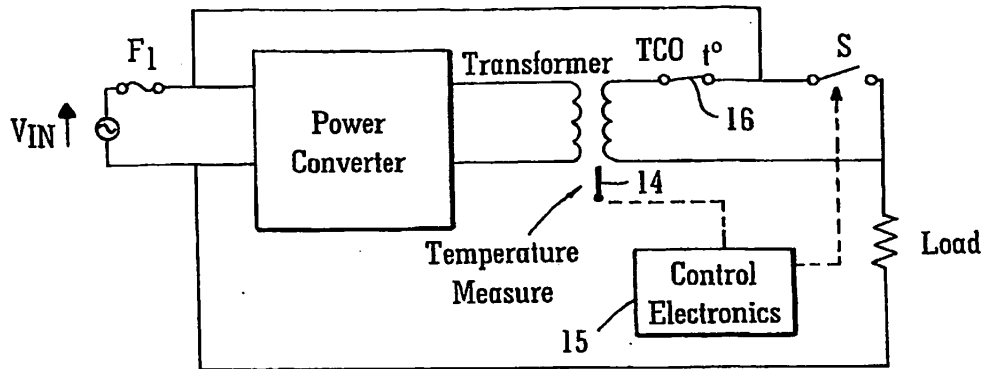 F1
VIN
Power
Converter
Transformer
TCO t°
S
16
14
Temperature
Measure
Control
Electronics
15
Load